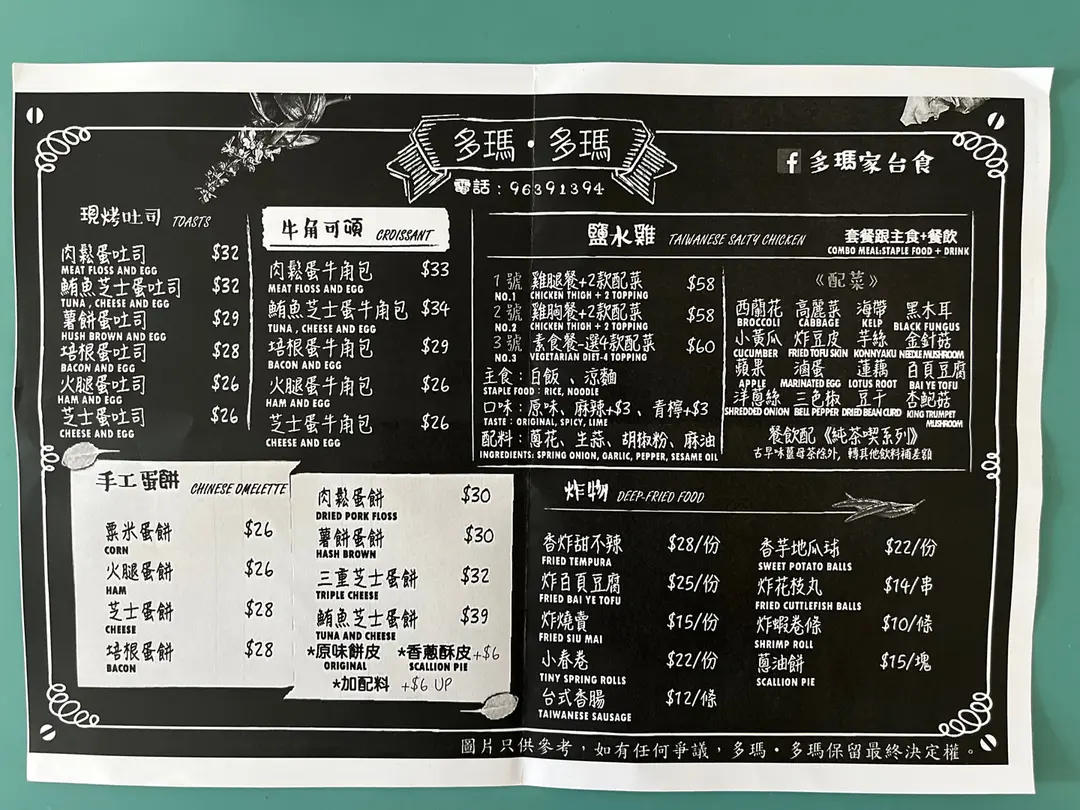 多瑪・多瑪
電話：96391394
f 多瑪家台食
現烤吐司 TOASTS
肉鬆蛋吐司 $32
MEAT FLOSS AND EGG
鮪魚芝士蛋吐司 $32
TUNA , CHEESE AND EGG
薯餅蛋吐司 $29
HUSH BROWN AND EGG
培根蛋吐司 $28
BACON AND EGG
火腿蛋吐司 $26
HAM AND EGG
芝士蛋吐司 $26
CHEESE AND EGG
牛角可頌 CROISSANT
肉鬆蛋牛角包 $33
MEAT FLOSS AND EGG
鮪魚芝士蛋牛角包 $34
TUNA , CHEESE AND EGG
培根蛋牛角包 $29
BACON AND EGG
火腿蛋牛角包 $26
HAM AND EGG
芝士蛋牛角包 $26
CHEESE AND EGG
鹽水雞 TAIWANESE SALTY CHICKEN
套餐跟主食+餐飲
COMBO MEAL:STAPLE FOOD + DRINK
1 號 雞腿餐+2款配菜 $58
NO.1 CHICKEN THIGH + 2 TOPPING
2 號 雞胸餐+2款配菜 $58
NO.2 CHICKEN THIGH + 2 TOPPING
3 號 素食餐-選4款配菜 $60
NO.3 VEGETARIAN DIET-4 TOPPING
主食：白飯 、涼麵
STAPLE FOOD : RICE, NOODLE
口味：原味、麻辣+$3 、青檸+$3
TASTE : ORIGINAL, SPICY, LIME
配料：蔥花、生蒜、胡椒粉、麻油
INGREDIENTS: SPRING ONION, GARLIC, PEPPER, SESAME OIL
《配菜》
西蘭花 高麗菜 海帶 黑木耳
BROCCOLI CABBAGE KELP BLACK FUNGUS
小黃瓜 炸豆皮 芋絲 金針菇
CUCUMBER FRIED TOFU SKIN KONNYAKU NEEDLE MUSHROOM
蘋果 滷蛋 蓮藕 百頁豆腐
APPLE MARINATED EGG LOTUS ROOT BAI YE TOFU
洋蔥絲 三色椒 豆干 杏鮑菇
SHREDDED ONION BELL PEPPER DRIED BEAN CURD KING TRUMPET MUSHROOM
餐飲配《純茶喫系列》
古早味薑母茶除外，轉其他飲料補差額
手工蛋餅 CHINESE OMELETTE
粟米蛋餅 $26
CORN
火腿蛋餅 $26
HAM
芝士蛋餅 $28
CHEESE
培根蛋餅 $28
BACON
肉鬆蛋餅 $30
DRIED PORK FLOSS
薯餅蛋餅 $30
HASH BROWN
三重芝士蛋餅 $32
TRIPLE CHEESE
鮪魚芝士蛋餅 $39
TUNA AND CHEESE
*原味餅皮 *香蔥酥皮+$6
ORIGINAL SCALLION PIE
*加配料 +$6 UP
炸物 DEEP-FRIED FOOD
香炸甜不辣 $28/份
FRIED TEMPURA
炸百頁豆腐 $25/份
FRIED BAI YE TOFU
炸燒賣 $15/份
FRIED SIU MAI
小春卷 $22/份
TINY SPRING ROLLS
台式香腸 $12/條
TAIWANESE SAUSAGE
香芋地瓜球 $22/份
SWEET POTATO BALLS
炸花枝丸 $14/串
FRIED CUTTLEFISH BALLS
炸蝦卷條 $10/條
SHRIMP ROLL
蔥油餅 $15/塊
SCALLION PIE
圖片只供參考，如有任何爭議，多瑪・多瑪保留最終決定權。